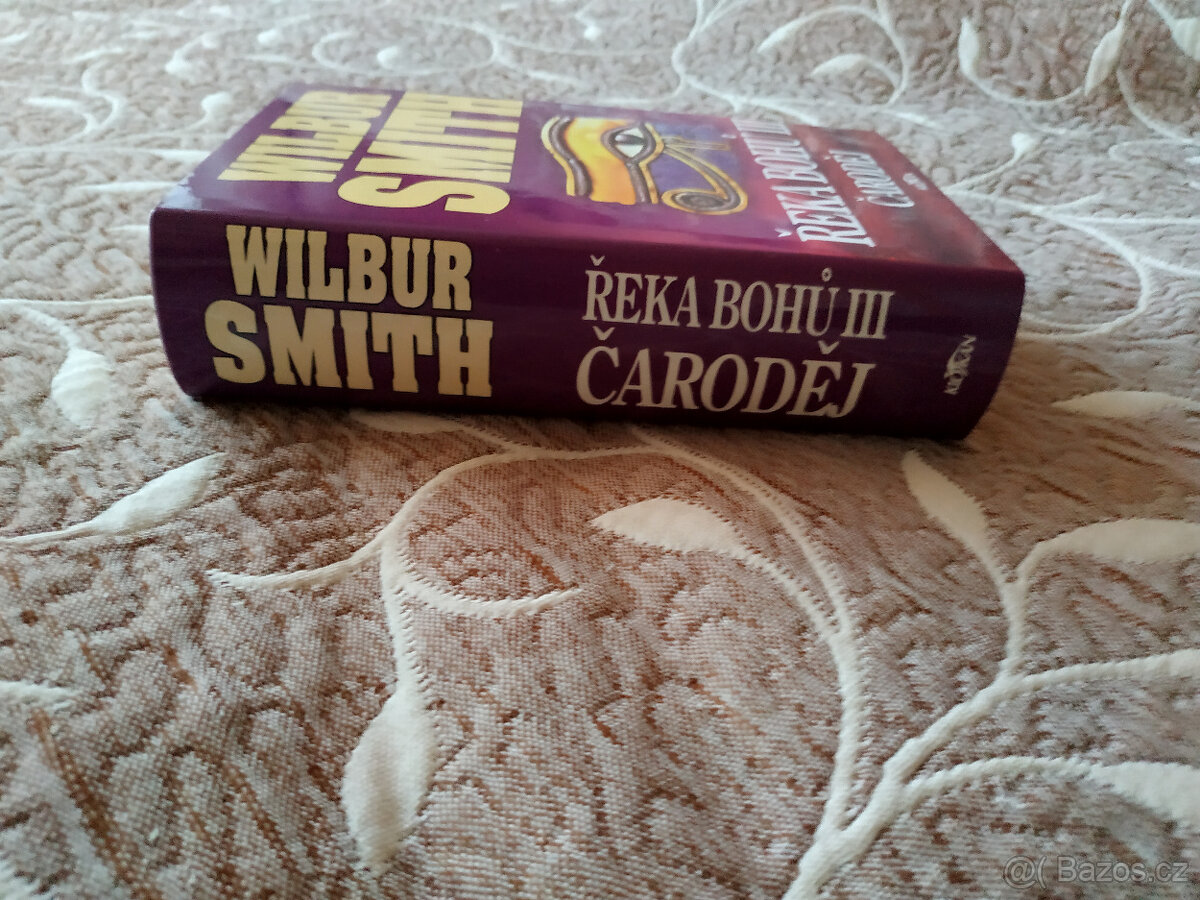 WILBUR
SMITH
ŘEKA BOHŮ III
ČARODĚJ
WILBUR
SMITH
ŘEKA BOHŮ III
ČARODĚJ
@( Bazos.cz